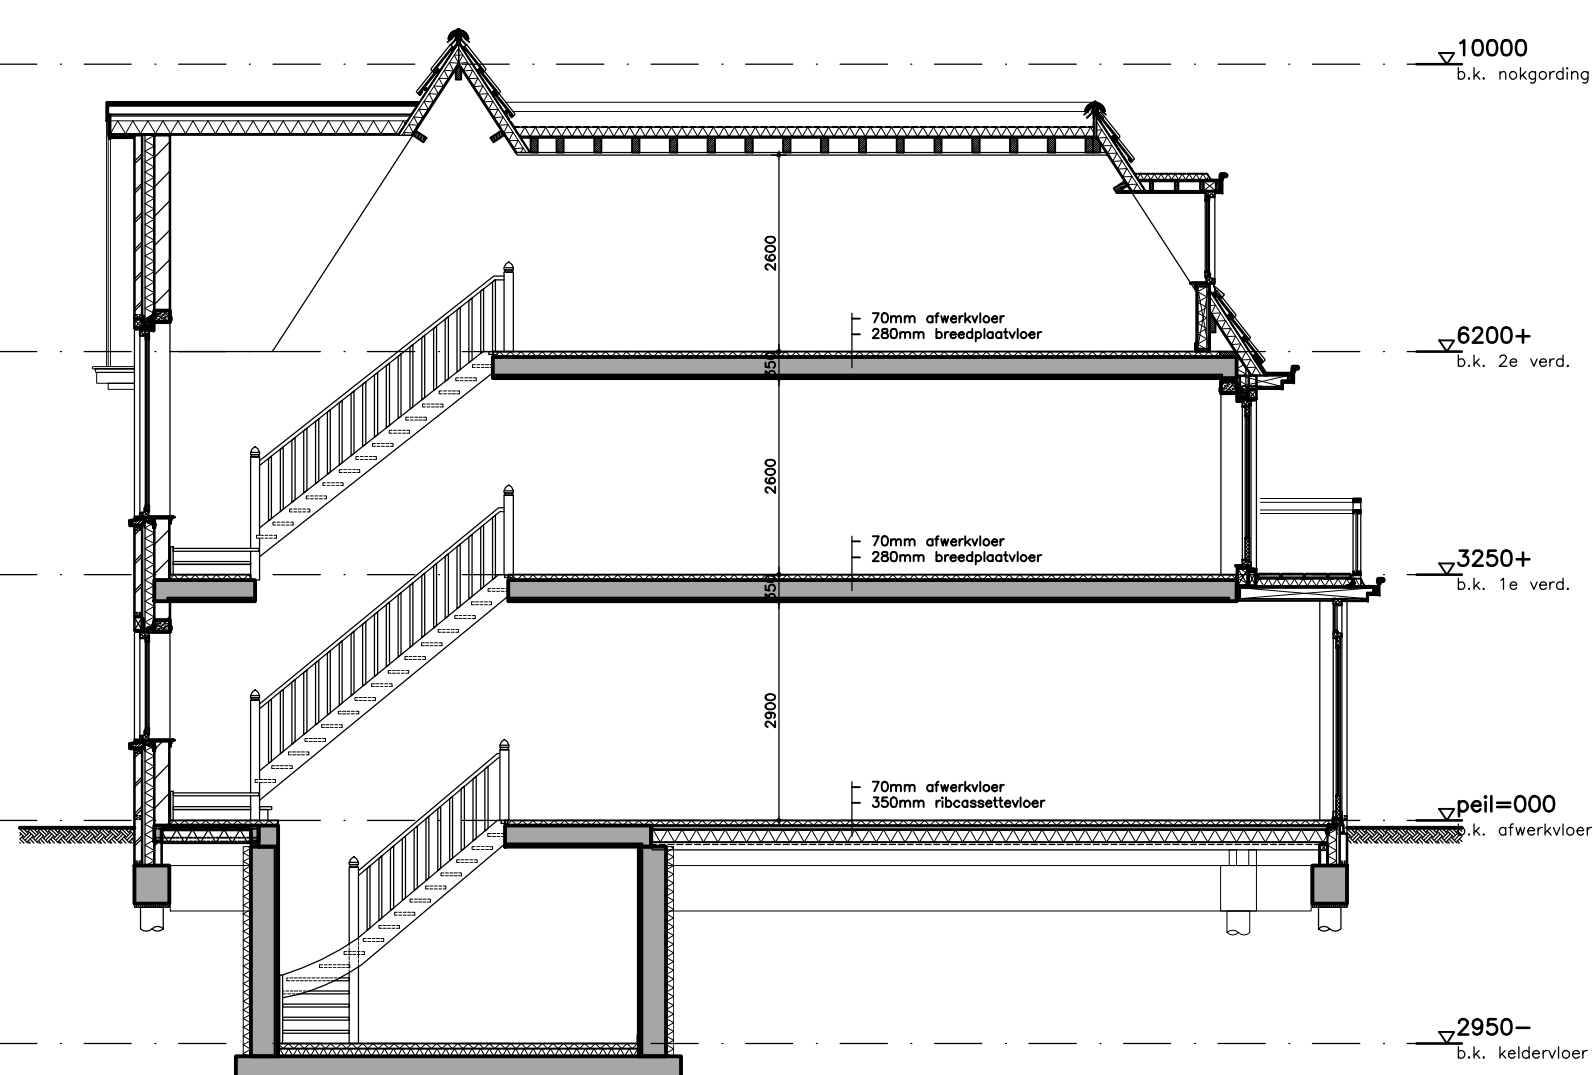 10000
b.k. nokgording
2600
70mm afwerkvloer
280mm breedplaatvloer
6200+
b.k. 2e verd.
350
2600
70mm afwerkvloer
280mm breedplaatvloer
3250+
b.k. 1e verd.
350
2900
70mm afwerkvloer
350mm ribcassettevloer
peil=000
b.k. afwerkvloer
2950-
b.k. keldervloer